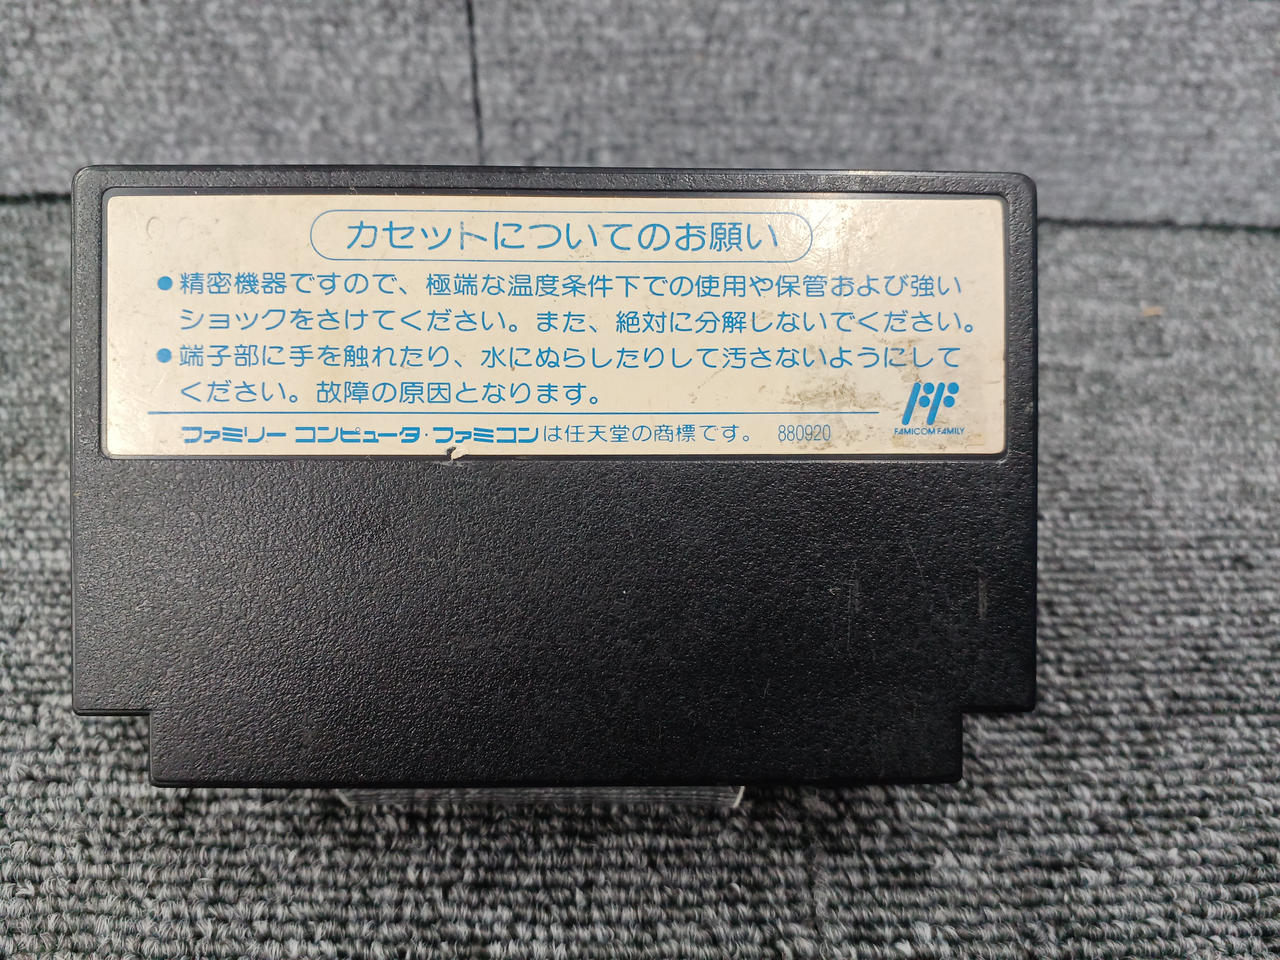 カセットについてのお願い
●精密機器ですので、極端な温度条件下での使用や保管および強い
ショックをさけてください。また、絶対に分解しないでください。
●端子部に手を触れたり、水にぬらしたりして汚さないようにして
ください。故障の原因となります。
ファミリーコンピュータ・ファミコンは任天堂の商標です。 880920
FAMICOM FAMILY